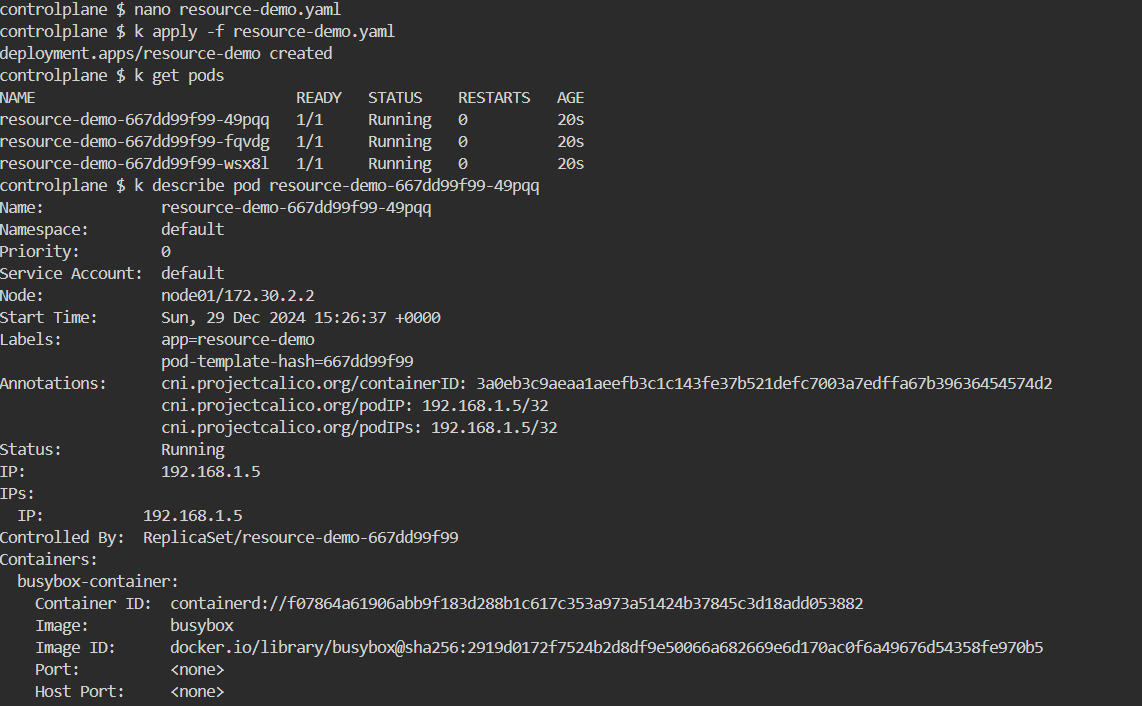 controlplane $ nano resource-demo.yaml
controlplane $ k apply -f resource-demo.yaml
deployment.apps/resource-demo created
controlplane $ k get pods
NAME                             READY   STATUS    RESTARTS   AGE
resource-demo-667dd99f99-49pqq   1/1     Running   0          20s
resource-demo-667dd99f99-fqvdg   1/1     Running   0          20s
resource-demo-667dd99f99-wsx8l   1/1     Running   0          20s
controlplane $ k describe pod resource-demo-667dd99f99-49pqq
Name:             resource-demo-667dd99f99-49pqq
Namespace:        default
Priority:         0
Service Account:  default
Node:             node01/172.30.2.2
Start Time:       Sun, 29 Dec 2024 15:26:37 +0000
Labels:           app=resource-demo
                  pod-template-hash=667dd99f99
Annotations:      cni.projectcalico.org/containerID: 3a0eb3c9aeaa1aeefb3c1c143fe37b521defc7003a7edffa67b39636454574d2
                  cni.projectcalico.org/podIP: 192.168.1.5/32
                  cni.projectcalico.org/podIPs: 192.168.1.5/32
Status:           Running
IP:               192.168.1.5
IPs:
  IP:           192.168.1.5
Controlled By:  ReplicaSet/resource-demo-667dd99f99
Containers:
  busybox-container:
    Container ID:  containerd://f07864a61906abb9f183d288b1c617c353a973a51424b37845c3d18add053882
    Image:         busybox
    Image ID:      docker.io/library/busybox@sha256:2919d0172f7524b2d8df9e50066a682669e6d170ac0f6a49676d54358fe970b5
    Port:          <none>
    Host Port:     <none>